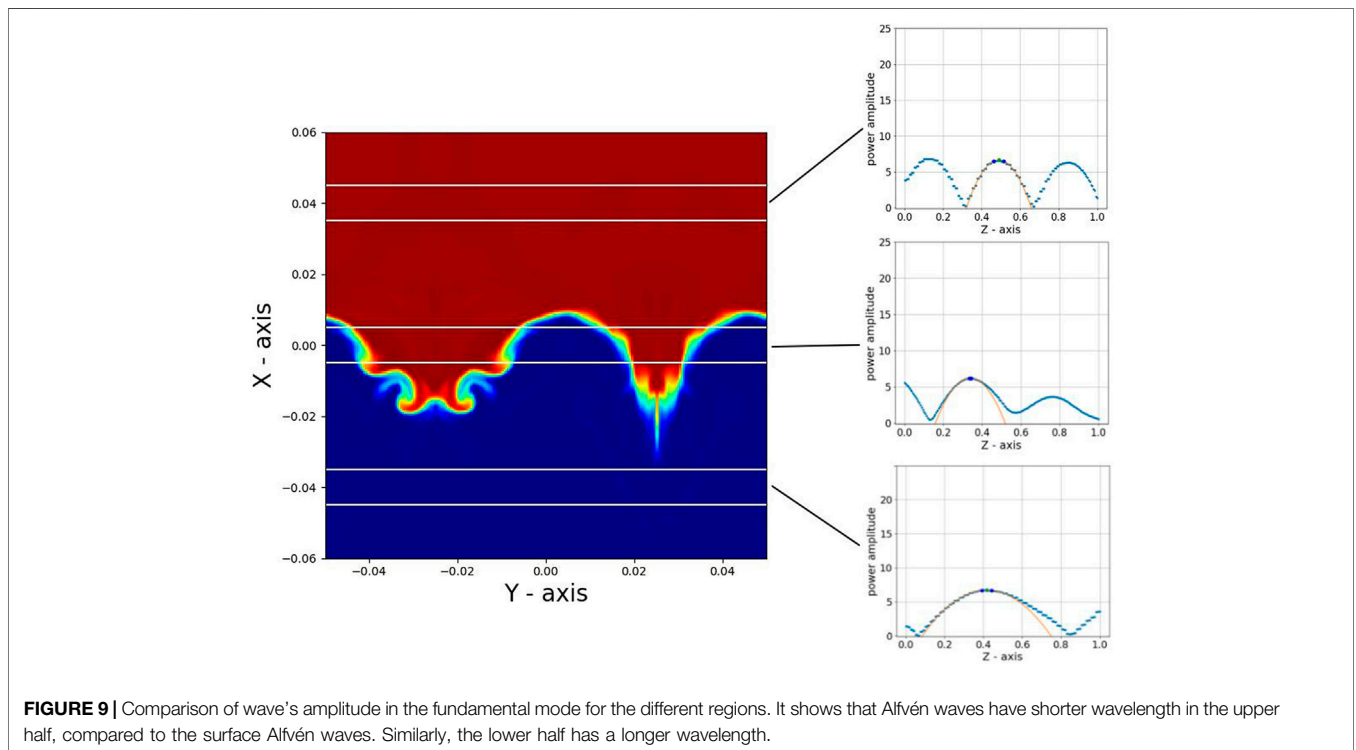 0.06
0.04
0.02
0.00
−0.02
−0.04
−0.06
X - axis
−0.04 −0.02 0.00 0.02 0.04
Y - axis
25
20
15
10
5
0
power amplitude
0.0 0.2 0.4 0.6 0.8 1.0
Z - axis
25
20
15
10
5
0
power amplitude
0.0 0.2 0.4 0.6 0.8 1.0
Z - axis
20
15
10
5
0
power amplitude
0.0 0.2 0.4 0.6 0.8 1.0
Z - axis
FIGURE 9 | Comparison of wave's amplitude in the fundamental mode for the different regions. It shows that Alfvén waves have shorter wavelength in the upper
half, compared to the surface Alfvén waves. Similarly, the lower half has a longer wavelength.